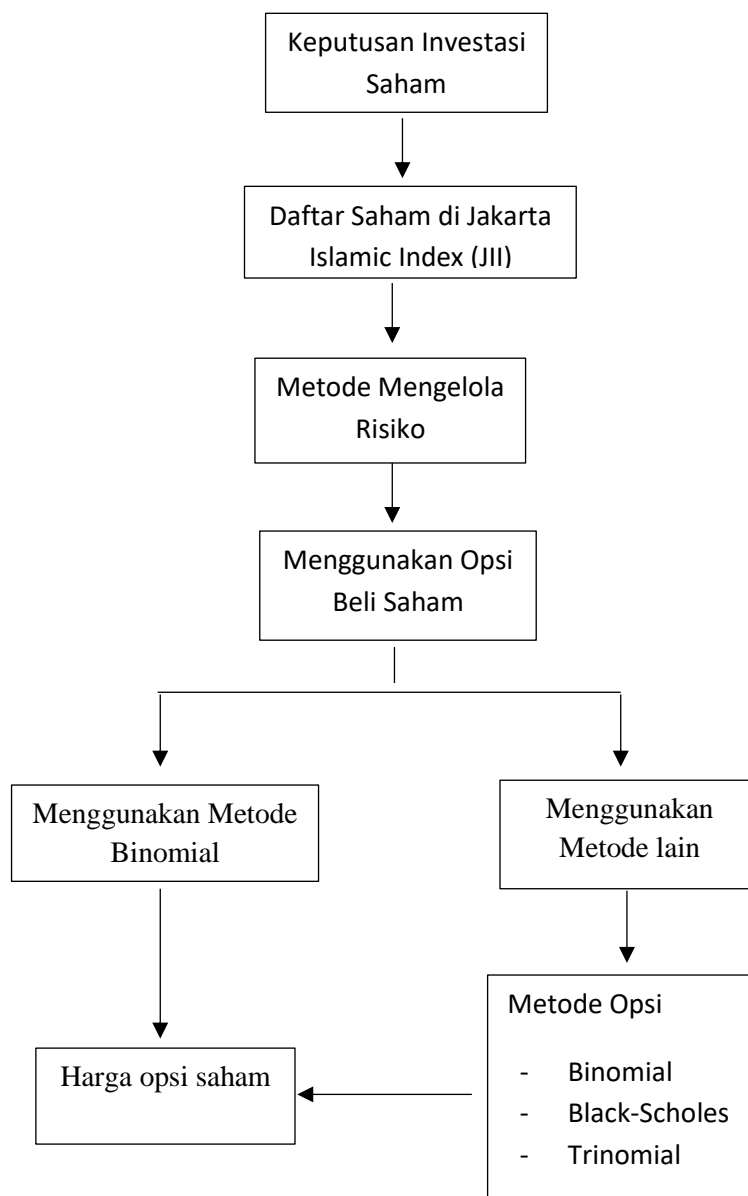 Keputusan Investasi
Saham
Daftar Saham di Jakarta
Islamic Index (JII)
Metode Mengelola
Risiko
Menggunakan Opsi
Beli Saham
Menggunakan Metode
Binomial
Menggunakan
Metode lain
Harga opsi saham
Metode Opsi
- Binomial
- Black-Scholes
- Trinomial